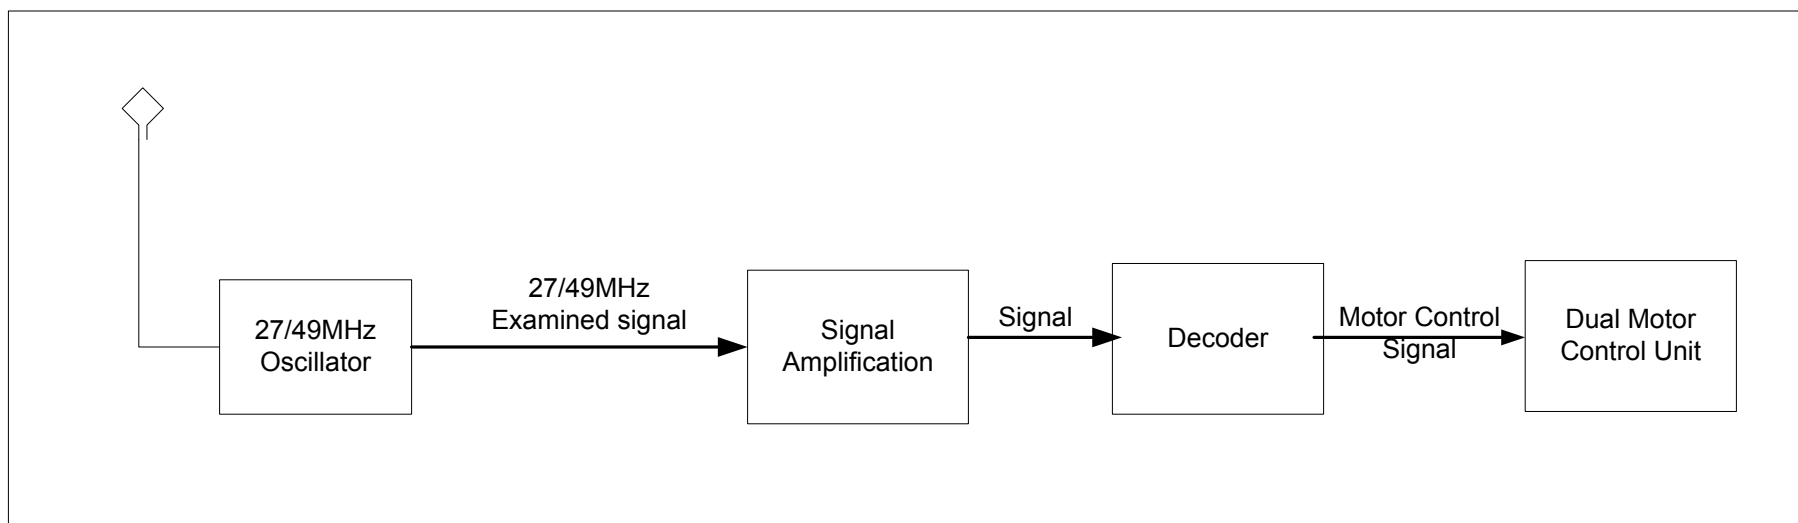 27/49MHz
Oscillator
27/49MHz
Examined signal
Signal
Amplification
Signal
Decoder
Motor Control
Signal
Dual Motor
Control Unit